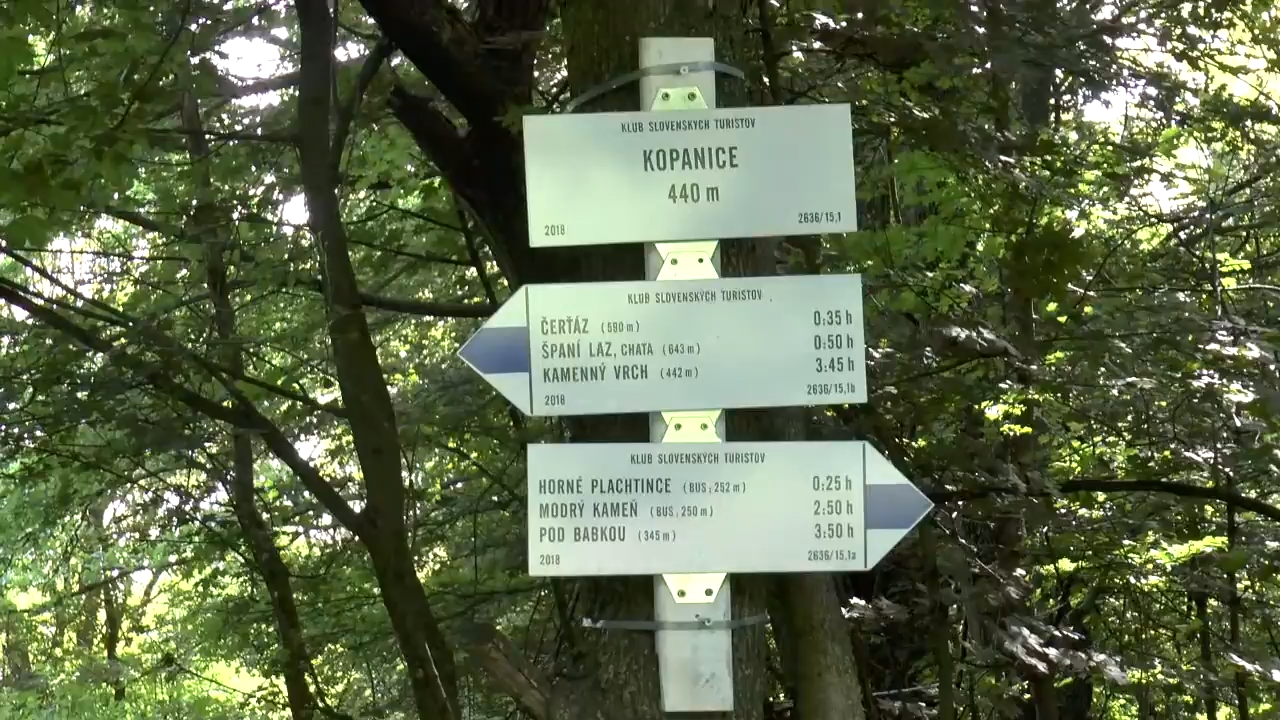 KLUB SLOVENSKÝCH TURISTOV
KOPANICE
440 m
2018 2636/15,1
KLUB SLOVENSKÝCH TURISTOV
ČERŤÁZ (590 m) 0:35 h
ŠPANÍ LAZ, CHATA (643 m) 0:50 h
KAMENNÝ VRCH (442 m) 3:45 h
2018 2636/15,1b
KLUB SLOVENSKÝCH TURISTOV
HORNÉ PLACHTINCE (BUS, 252 m) 0:25 h
MODRÝ KAMEŇ (BUS, 250 m) 2:50 h
POD BABKOU (345 m) 3:50 h
2018 2636/15,1a